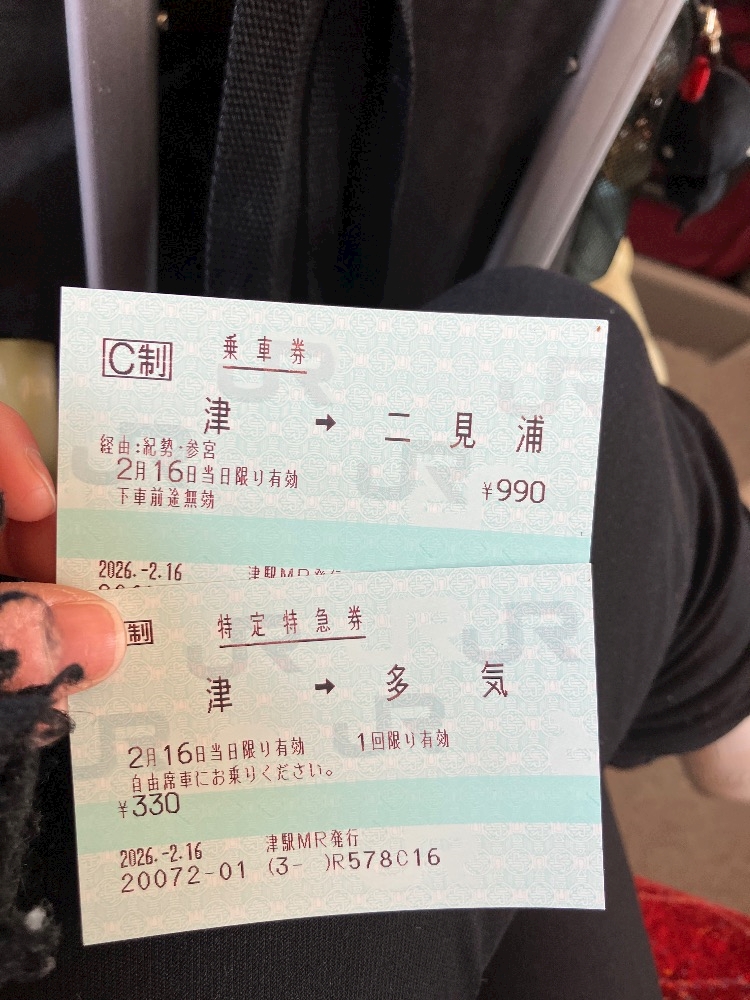 C制 乗車券
津 → 二見浦
経由:紀勢・参宮
2月16日当日限り有効
下車前途無効 ¥990
2026.-2.16 津駅MR発行
制 特定特急券
津 → 多気
2月16日当日限り有効 1回限り有効
自由席車にお乗りください。
¥330
2026.-2.16 津駅MR発行
20072-01 (3- )R578C16